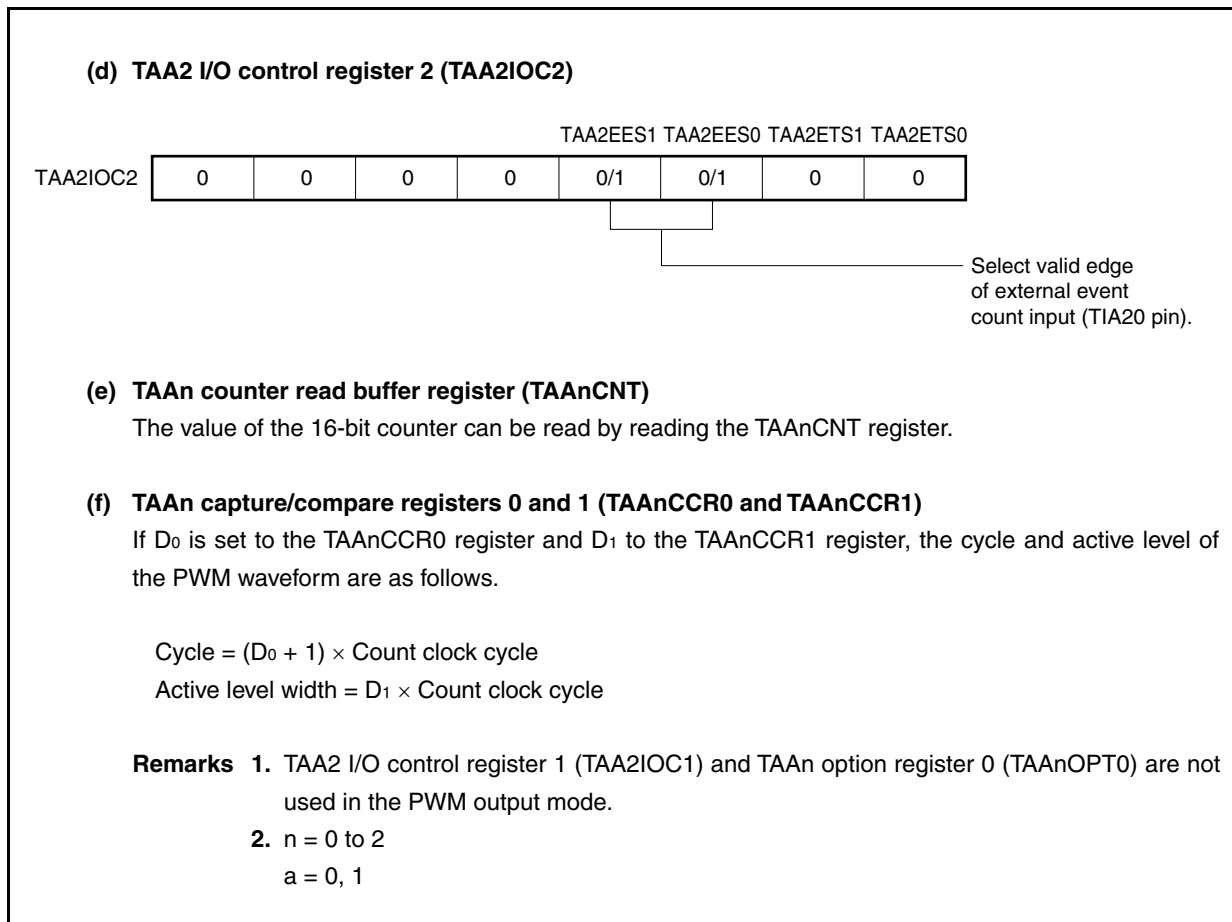 (d) TAA2 I/O control register 2 (TAA2IOC2)
TAA2EES1 TAA2EES0 TAA2ETS1 TAA2ETS0
TAA2IOC2 0 0 0 0 0/1 0/1 0 0
Select valid edge
of external event
count input (TIA20 pin).
(e) TAAn counter read buffer register (TAAnCNT)
The value of the 16-bit counter can be read by reading the TAAnCNT register.
(f) TAAn capture/compare registers 0 and 1 (TAAnCCR0 and TAAnCCR1)
If D0 is set to the TAAnCCR0 register and D1 to the TAAnCCR1 register, the cycle and active level of
the PWM waveform are as follows.
Cycle = (D0 + 1) × Count clock cycle
Active level width = D1 × Count clock cycle
Remarks 1. TAA2 I/O control register 1 (TAA2IOC1) and TAAn option register 0 (TAAnOPT0) are not
used in the PWM output mode.
2. n = 0 to 2
a = 0, 1